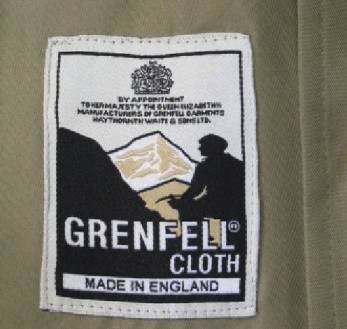 BY APPOINTMENT
TO HER MAJESTY THE QUEEN ELIZABETH II
MANUFACTURERS OF GRENFELL GARMENTS
HAYTHORNTHWAITE & SONS LTD.
GRENFELL®
CLOTH
MADE IN ENGLAND